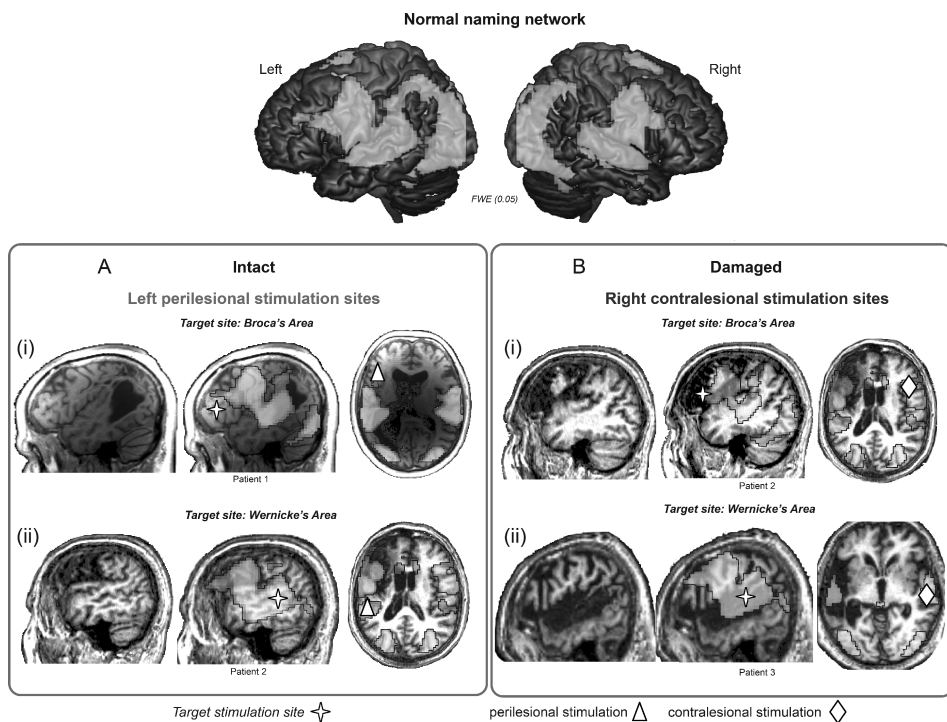 Normal naming network
Left
Right
FWE (0.05)
A
Intact
Left perilesional stimulation sites
Target site: Broca's Area
(i)
Patient 1
Target site: Wernicke's Area
(ii)
Patient 2
B
Damaged
Right contralesional stimulation sites
Target site: Broca's Area
(i)
Patient 2
Target site: Wernicke's Area
(ii)
Patient 3
Target stimulation site
perilesional stimulation
contralesional stimulation